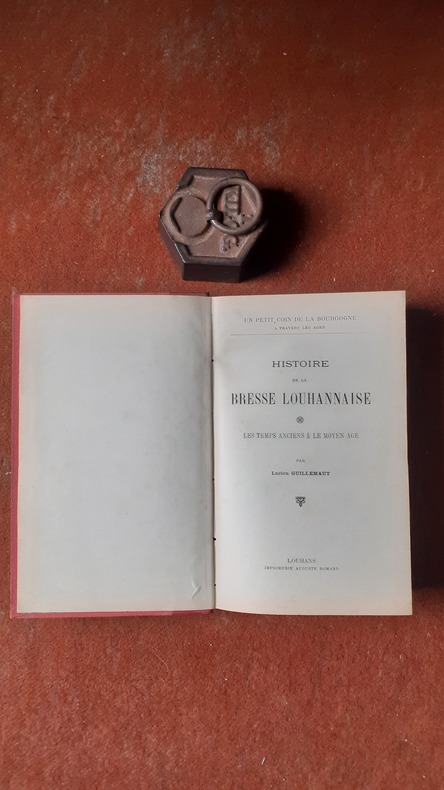 UN PETIT COIN DE LA BOURGOGNE
A TRAVERS LES AGES
HISTOIRE
DE LA
BRESSE LOUHANNAISE
LES TEMPS ANCIENS & LE MOYEN AGE
PAR
Lucien GUILLEMAUT
LOUHANS
IMPRIMERIE AUGUSTE ROMAND